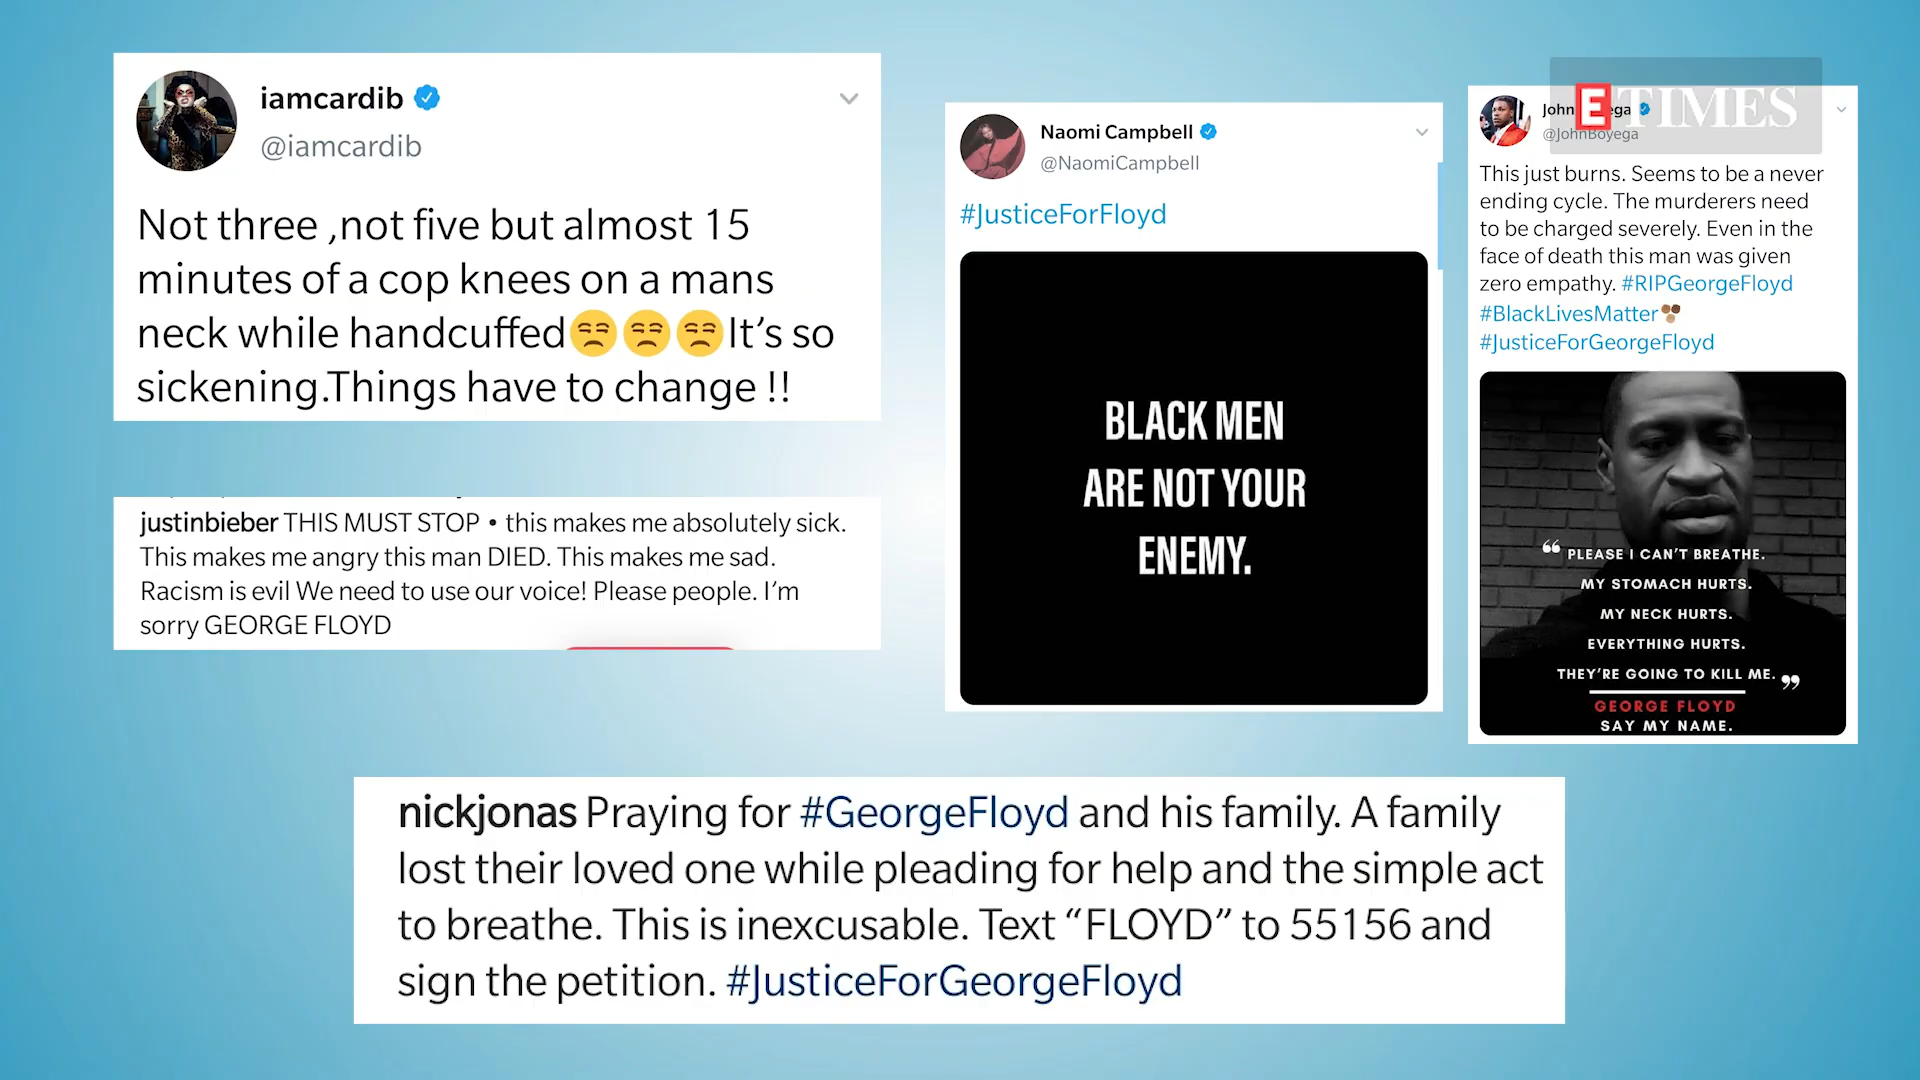 iamcardib
@iamcardib
Not three ,not five but almost 15
minutes of a cop knees on a mans
neck while handcuffed😒😒😒It's so
sickening.Things have to change !!
justinbieber THIS MUST STOP • this makes me absolutely sick.
This makes me angry this man DIED. This makes me sad.
Racism is evil We need to use our voice! Please people. I'm
sorry GEORGE FLOYD
Naomi Campbell
@NaomiCampbell
#JusticeForFloyd
BLACK MEN
ARE NOT YOUR
ENEMY.
E TIMES
John
@JohnBoyega
This just burns. Seems to be a never
ending cycle. The murderers need
to be charged severely. Even in the
face of death this man was given
zero empathy. #RIPGeorgeFloyd
#BlackLivesMatter
#JusticeForGeorgeFloyd
“ PLEASE I CAN'T BREATHE.
MY STOMACH HURTS.
MY NECK HURTS.
EVERYTHING HURTS.
THEY'RE GOING TO KILL ME. ”
GEORGE FLOYD
SAY MY NAME.
nickjonas Praying for #GeorgeFloyd and his family. A family
lost their loved one while pleading for help and the simple act
to breathe. This is inexcusable. Text “FLOYD” to 55156 and
sign the petition. #JusticeForGeorgeFloyd